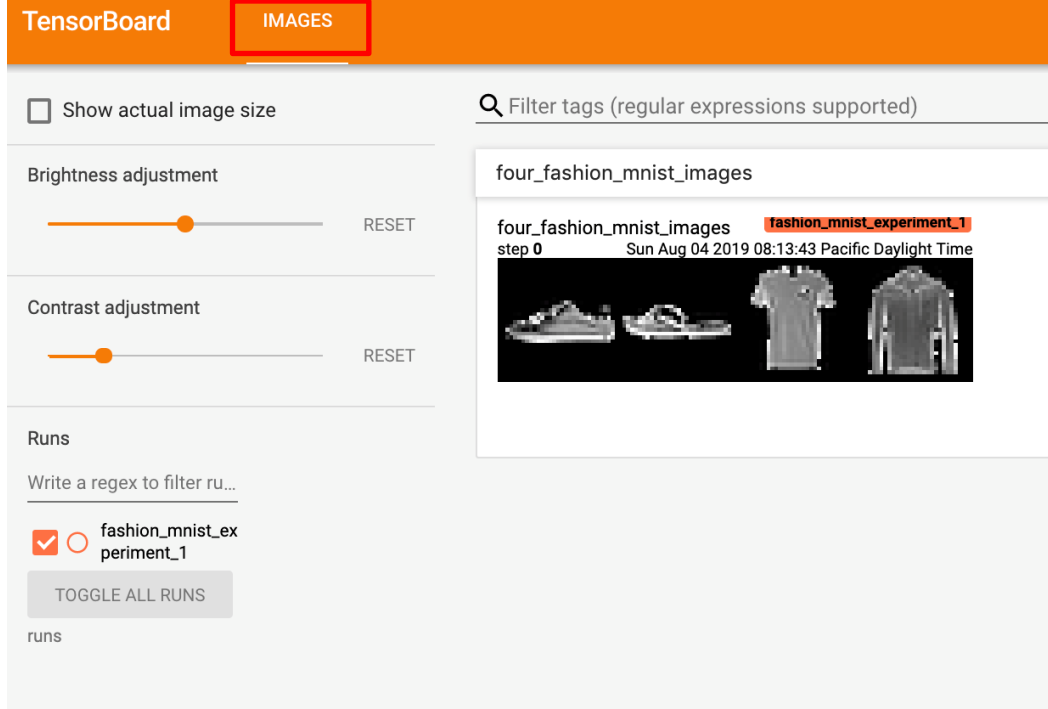 TensorBoard
IMAGES
Show actual image size
Filter tags (regular expressions supported)
Brightness adjustment
RESET
four_fashion_mnist_images
four_fashion_mnist_images
fashion_mnist_experiment_1
step 0
Sun Aug 04 2019 08:13:43 Pacific Daylight Time
Contrast adjustment
RESET
Runs
Write a regex to filter ru...
fashion_mnist_ex
periment_1
TOGGLE ALL RUNS
runs